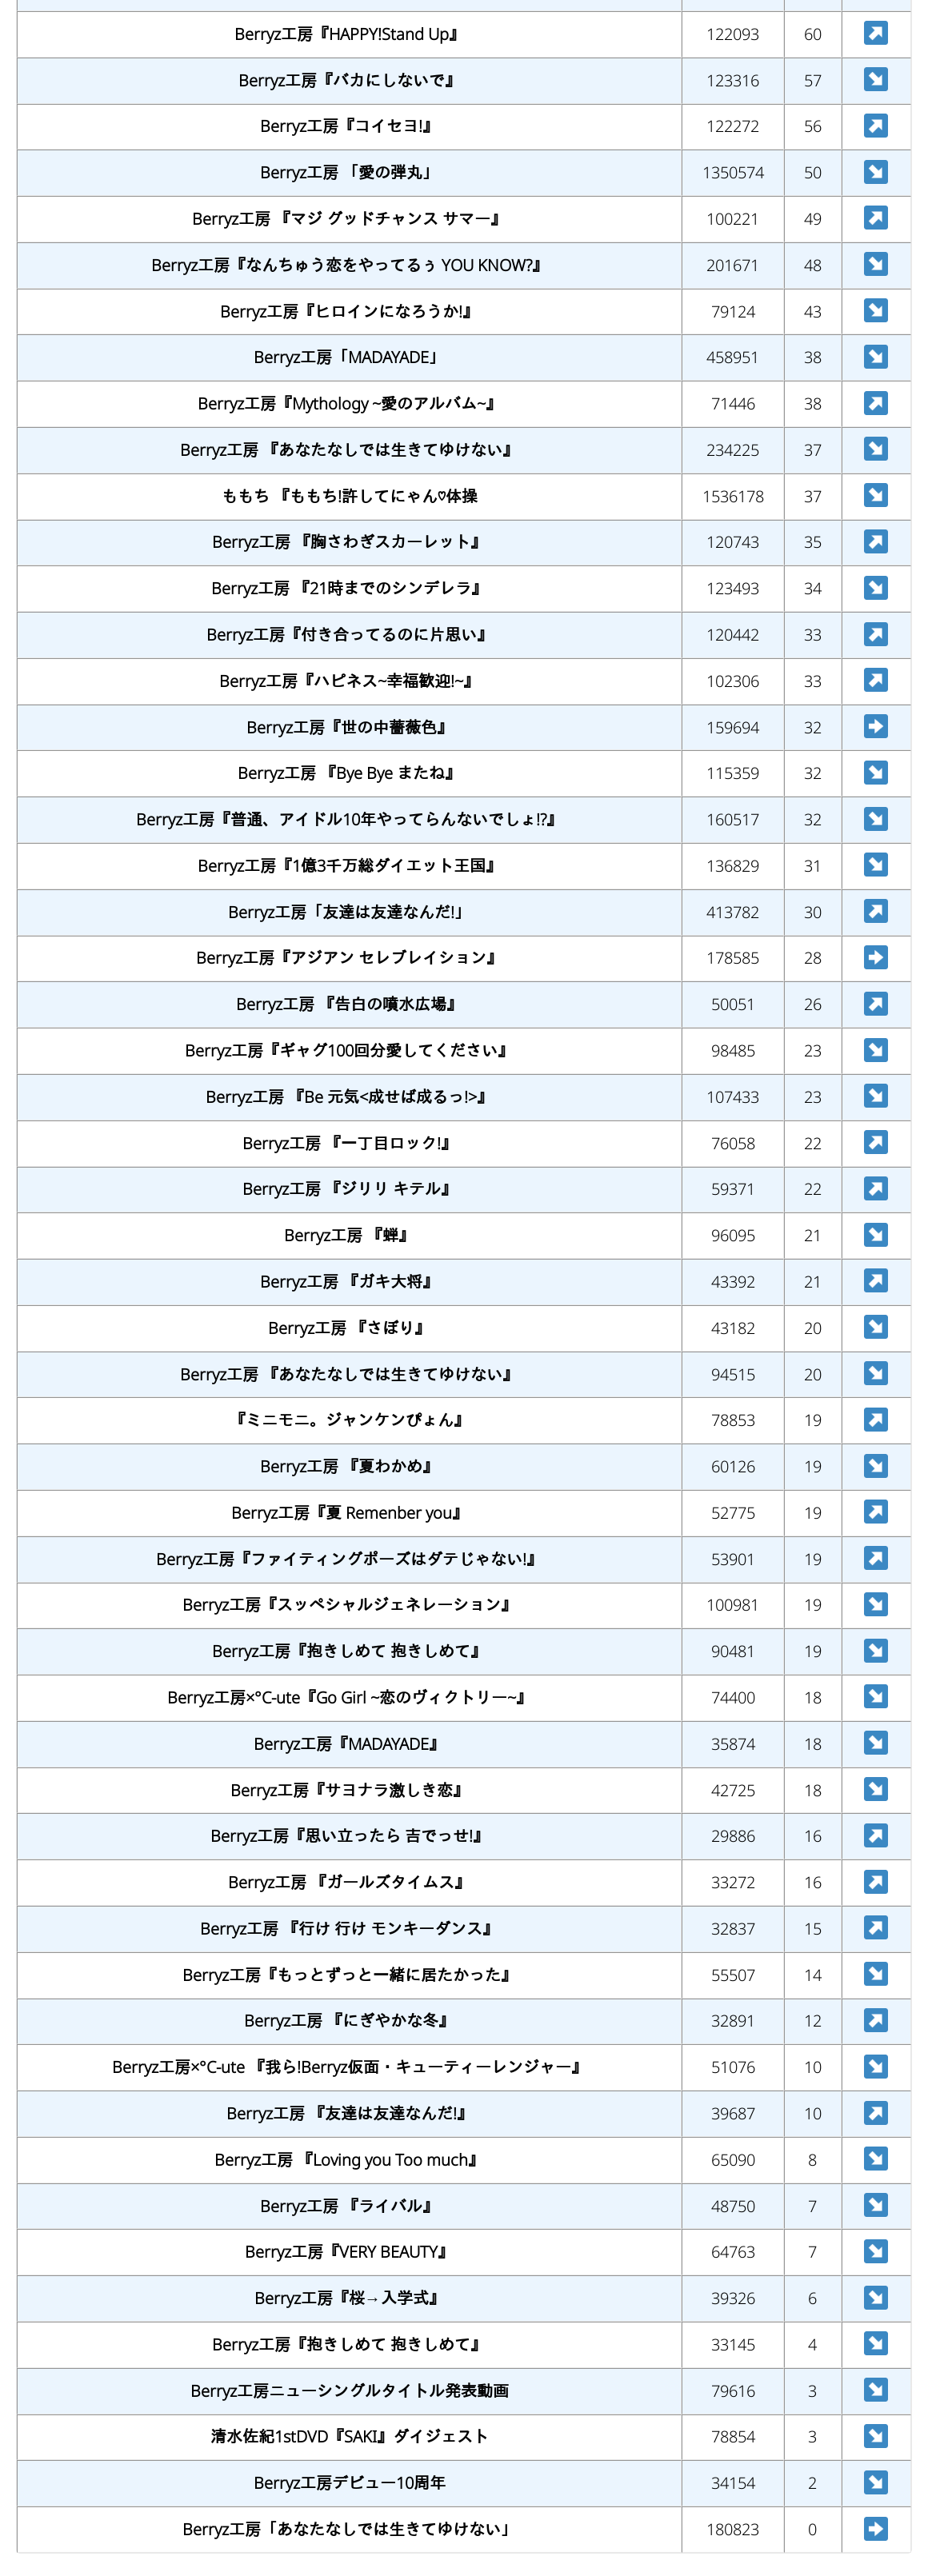 Berryz工房『HAPPY!Stand Up』 122093 60
Berryz工房『バカにしないで』 123316 57
Berryz工房『コイセヨ!』 122272 56
Berryz工房 「愛の弾丸」 1350574 50
Berryz工房 『マジ グッドチャンス サマー』 100221 49
Berryz工房『なんちゅう恋をやってるぅ YOU KNOW?』 201671 48
Berryz工房『ヒロインになろうか!』 79124 43
Berryz工房「MADAYADE」 458951 38
Berryz工房『Mythology ~愛のアルバム~』 71446 38
Berryz工房 『あなたなしでは生きてゆけない』 234225 37
ももち 『ももち!許してにゃん♡体操 1536178 37
Berryz工房 『胸さわぎスカーレット』 120743 35
Berryz工房 『21時までのシンデレラ』 123493 34
Berryz工房『付き合ってるのに片思い』 120442 33
Berryz工房『ハピネス~幸福歓迎!~』 102306 33
Berryz工房『世の中薔薇色』 159694 32
Berryz工房 『Bye Bye またね』 115359 32
Berryz工房『普通、アイドル10年やってらんないでしょ!?』 160517 32
Berryz工房『1億3千万総ダイエット王国』 136829 31
Berryz工房「友達は友達なんだ!」 413782 30
Berryz工房『アジアン セレブレイション』 178585 28
Berryz工房 『告白の噴水広場』 50051 26
Berryz工房『ギャグ100回分愛してください』 98485 23
Berryz工房 『Be 元気<成せば成るっ!>』 107433 23
Berryz工房 『一丁目ロック!』 76058 22
Berryz工房 『ジリリ キテル』 59371 22
Berryz工房 『蝉』 96095 21
Berryz工房 『ガキ大将』 43392 21
Berryz工房 『さぼり』 43182 20
Berryz工房 『あなたなしでは生きてゆけない』 94515 20
『ミニモニ。ジャンケンぴょん』 78853 19
Berryz工房 『夏わかめ』 60126 19
Berryz工房『夏 Remenber you』 52775 19
Berryz工房『ファイティングポーズはダテじゃない!』 53901 19
Berryz工房『スッペシャルジェネレーション』 100981 19
Berryz工房『抱きしめて 抱きしめて』 90481 19
Berryz工房×°C-ute『Go Girl ~恋のヴィクトリー~』 74400 18
Berryz工房『MADAYADE』 35874 18
Berryz工房『サヨナラ激しき恋』 42725 18
Berryz工房『思い立ったら 吉でっせ!』 29886 16
Berryz工房 『ガールズタイムス』 33272 16
Berryz工房 『行け 行け モンキーダンス』 32837 15
Berryz工房『もっとずっと一緒に居たかった』 55507 14
Berryz工房 『にぎやかな冬』 32891 12
Berryz工房×°C-ute 『我ら!Berryz仮面・キューティーレンジャー』 51076 10
Berryz工房 『友達は友達なんだ!』 39687 10
Berryz工房 『Loving you Too much』 65090 8
Berryz工房 『ライバル』 48750 7
Berryz工房『VERY BEAUTY』 64763 7
Berryz工房『桜→入学式』 39326 6
Berryz工房『抱きしめて 抱きしめて』 33145 4
Berryz工房ニューシングルタイトル発表動画 79616 3
清水佐紀1stDVD『SAKI』ダイジェスト 78854 3
Berryz工房デビュー10周年 34154 2
Berryz工房「あなたなしでは生きてゆけない」 180823 0